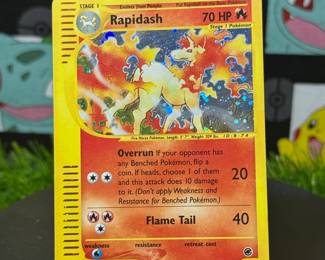 STAGE 1
Evolves from Ponyta
Put Rapidash on the Basic Pokémon
Rapidash
70 HP
Stage 1 Pokémon
Fire Horse Pokémon. Length: 5' 7", Weight: 209 lbs.
Overrun If your opponent has
any Benched Pokémon, flip a
coin. If heads, choose 1 of them
and this attack does 10 damage
to it. (Don't apply Weakness and
Resistance for Benched Pokémon.)
20
Flame Tail
40
weakness
resistance
retreat cost